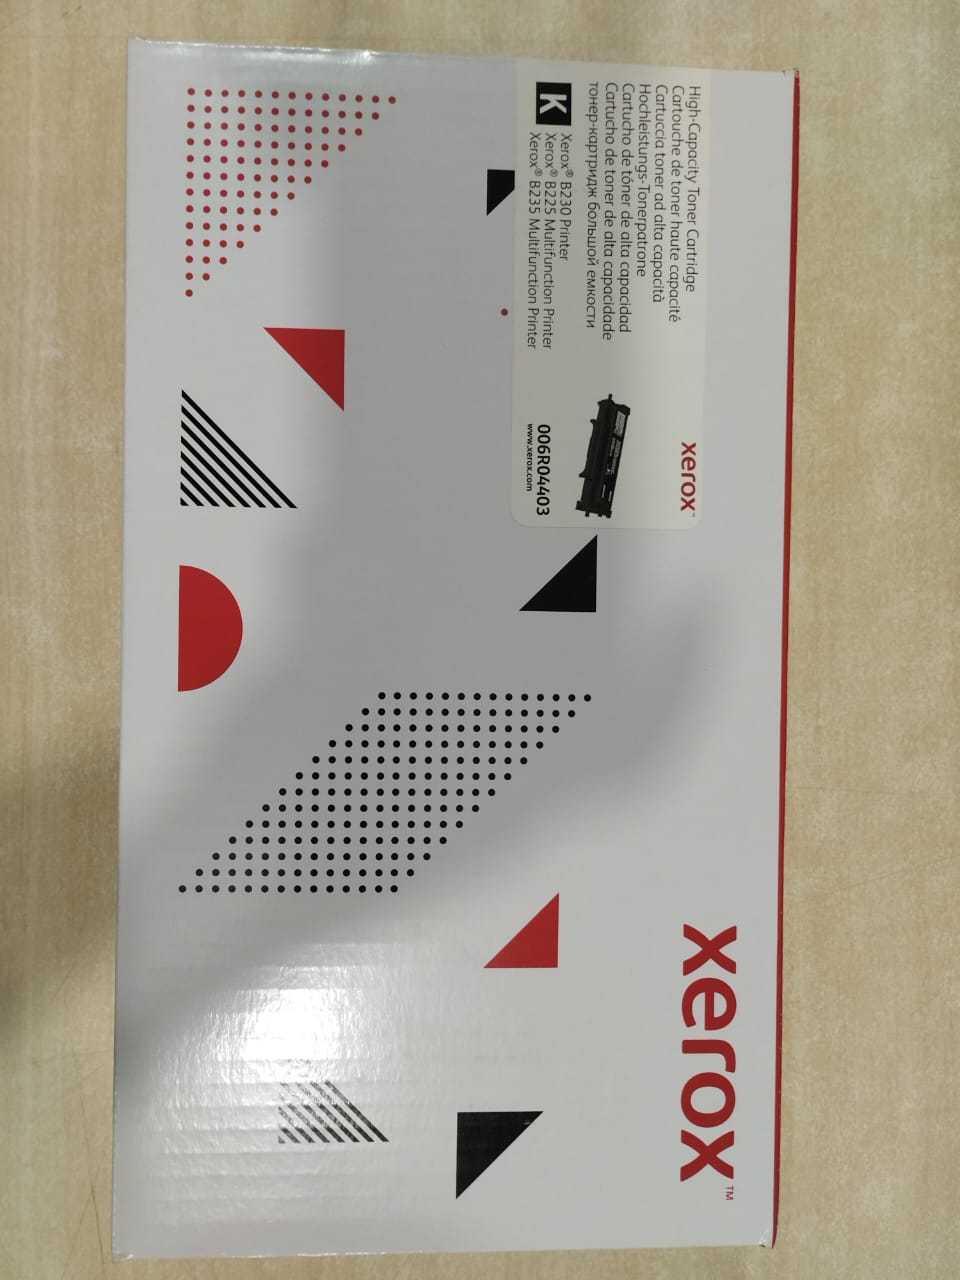 High-Capacity Toner Cartridge
Cartouche de toner haute capacité
Cartuccia toner ad alta capacità
Hochleistungs-Tonerpatrone
Cartucho de tóner de alta capacidad
Cartucho de toner de alta capacidade
тонер-картридж большой емкости
K
Xerox® B230 Printer
Xerox® B225 Multifunction Printer
Xerox® B235 Multifunction Printer
xerox™
006R04403
www.xerox.com
xerox™